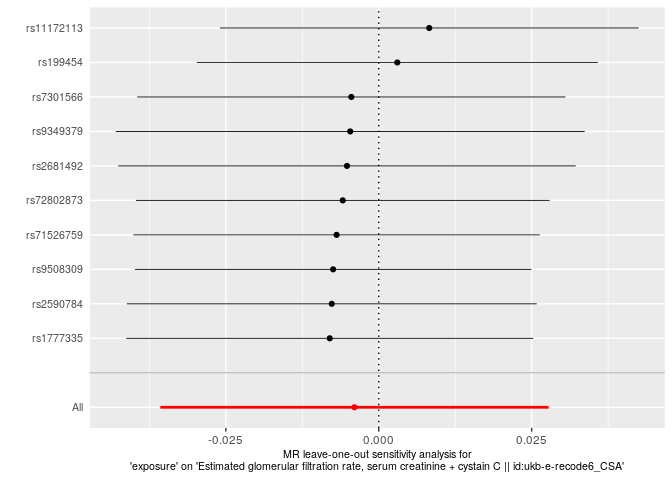 rs11172113
rs199454
rs7301566
rs9349379
rs2681492
rs72802873
rs71526759
rs9508309
rs2590784
rs1777335
All
-0.025 0.000 0.025
MR leave-one-out sensitivity analysis for
'exposure' on 'Estimated glomerular filtration rate, serum creatinine + cystain C || id:ukb-e-recode6_CSA'